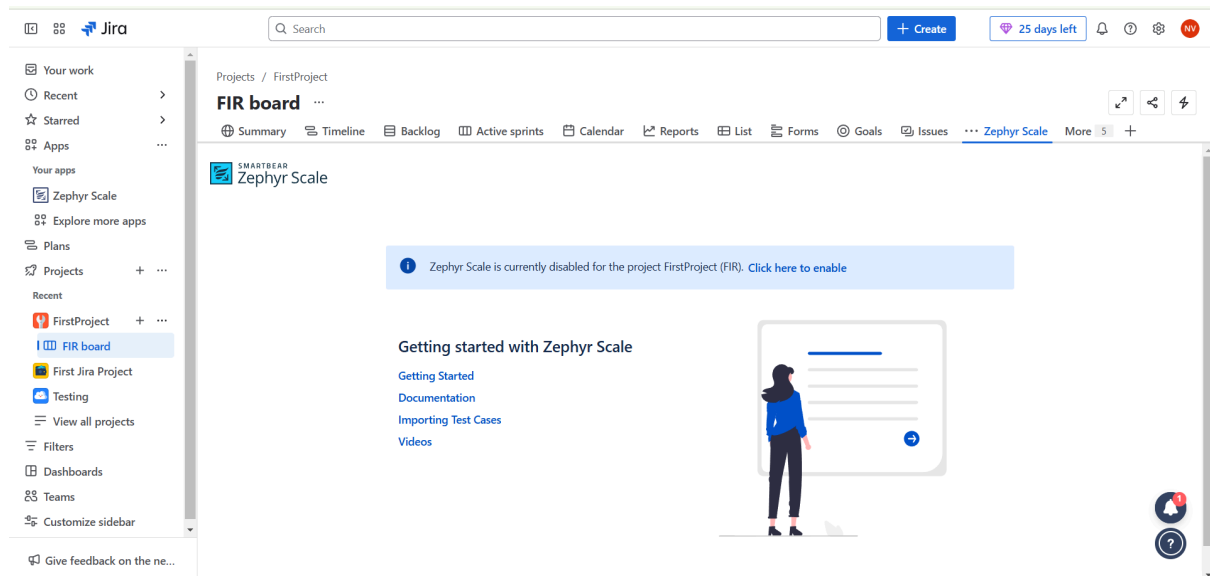 Jira
Search
+ Create
25 days left
NV
Your work
Recent
Starred
Apps
Your apps
Zephyr Scale
Explore more apps
Plans
Projects
Recent
FirstProject
FIR board
First Jira Project
Testing
View all projects
Filters
Dashboards
Teams
Customize sidebar
Give feedback on the ne...
Projects / FirstProject
FIR board
Summary Timeline Backlog Active sprints Calendar Reports List Forms Goals Issues Zephyr Scale More 5
SMARTBEAR
Zephyr Scale
Zephyr Scale is currently disabled for the project FirstProject (FIR). Click here to enable
Getting started with Zephyr Scale
Getting Started
Documentation
Importing Test Cases
Videos
1
?